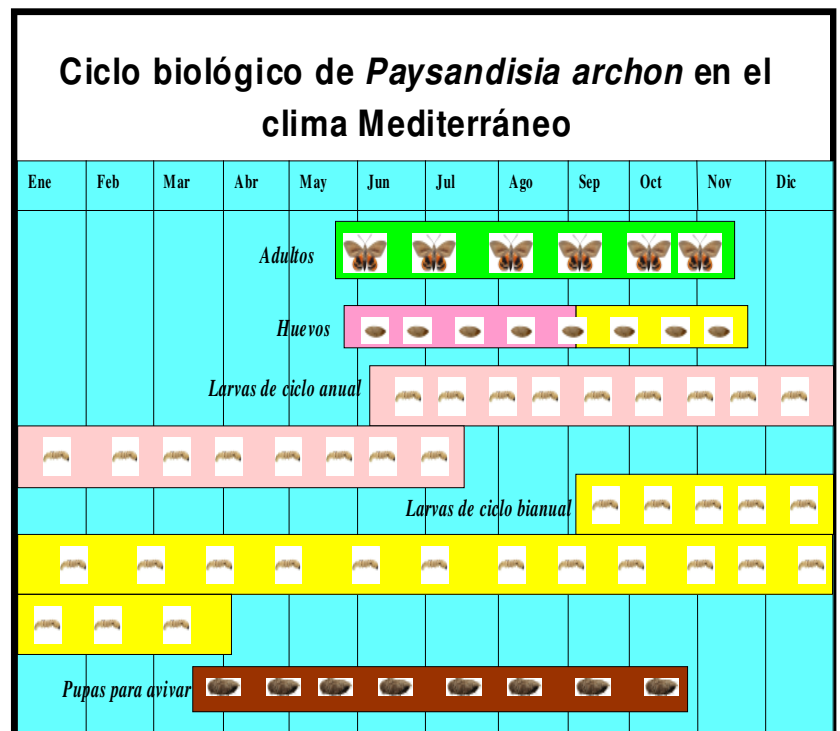 Ciclo biológico de Paysandisia archon en el
clima Mediterráneo
Ene Feb Mar Abr May Jun Jul Ago Sep Oct Nov Dic
Adultos
Huevos
Larvas de ciclo anual
Larvas de ciclo bianual
Pupas para avivar